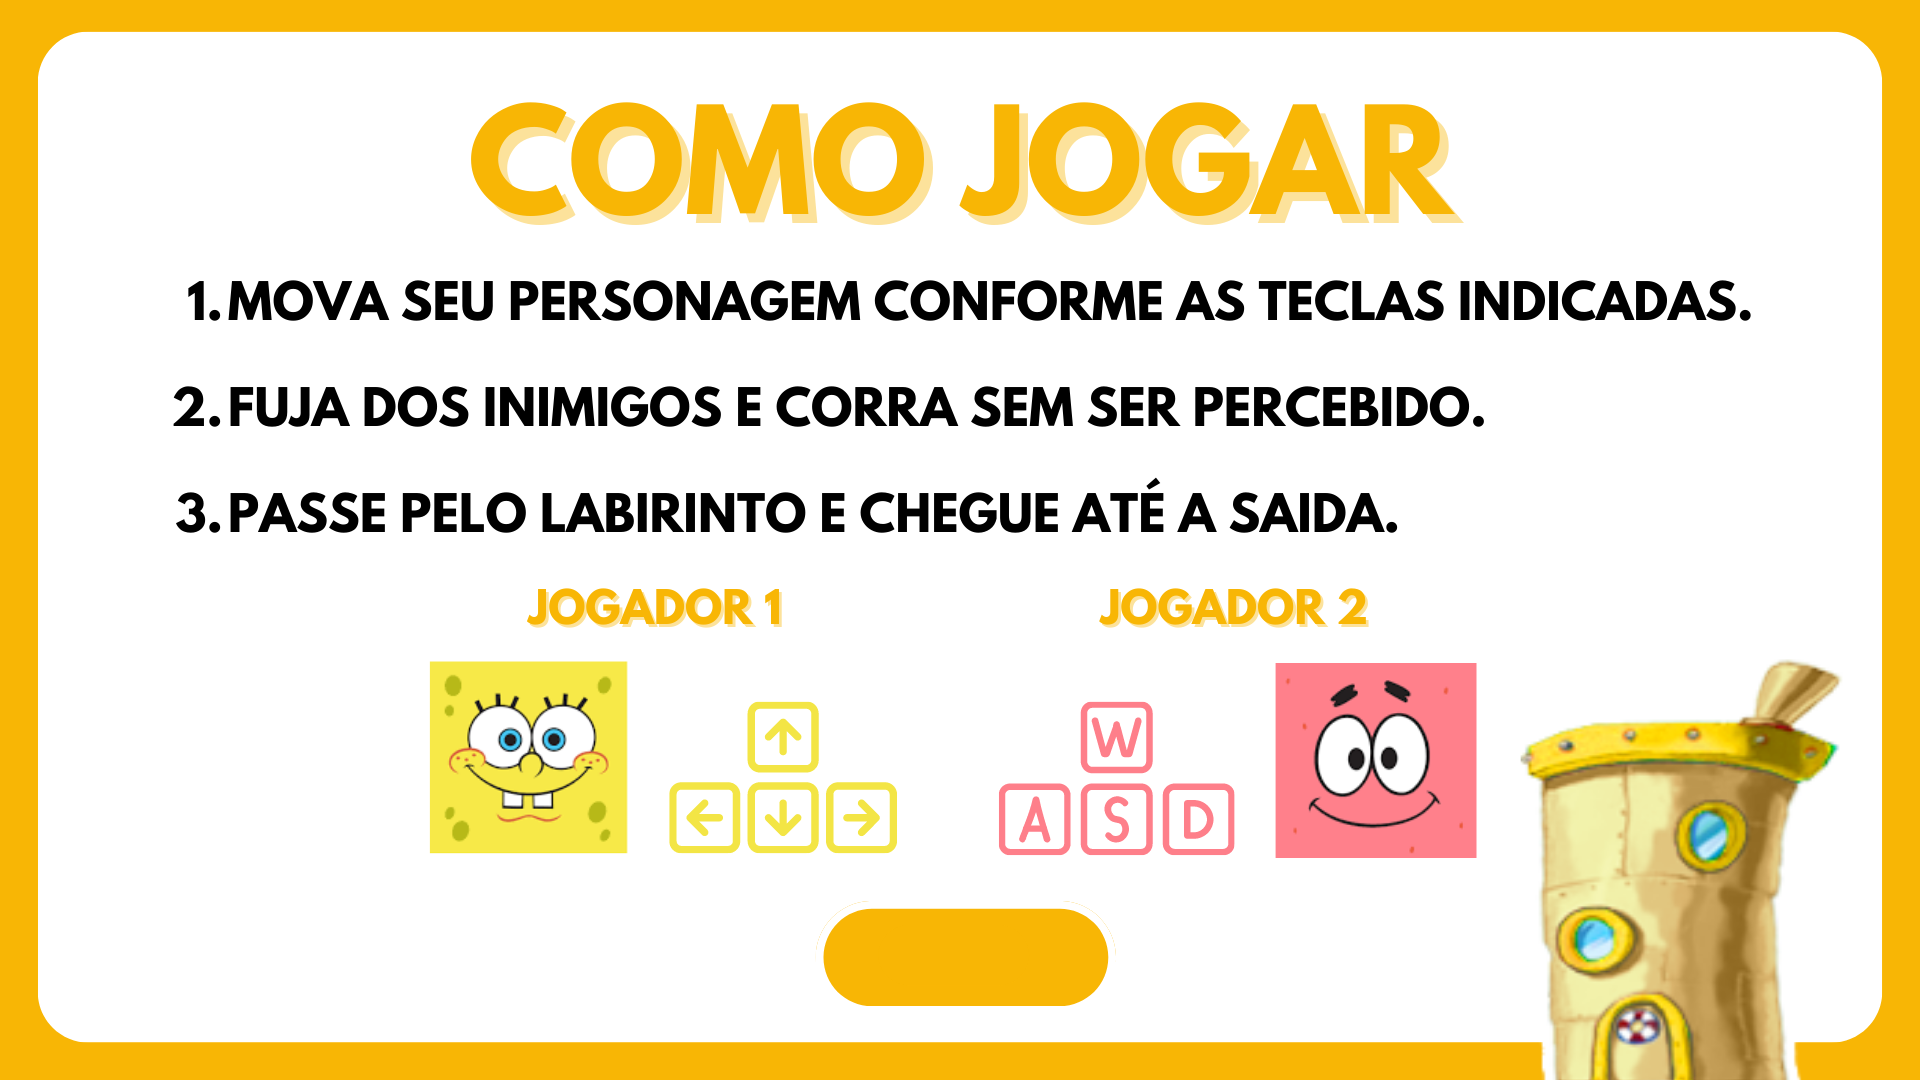 COMO JOGAR
1. MOVA SEU PERSONAGEM CONFORME AS TECLAS INDICADAS.
2. FUJA DOS INIMIGOS E CORRA SEM SER PERCEBIDO.
3. PASSE PELO LABIRINTO E CHEGUE ATÉ A SAIDA.
JOGADOR 1 JOGADOR 2
↑ W
← ↓ → A S D